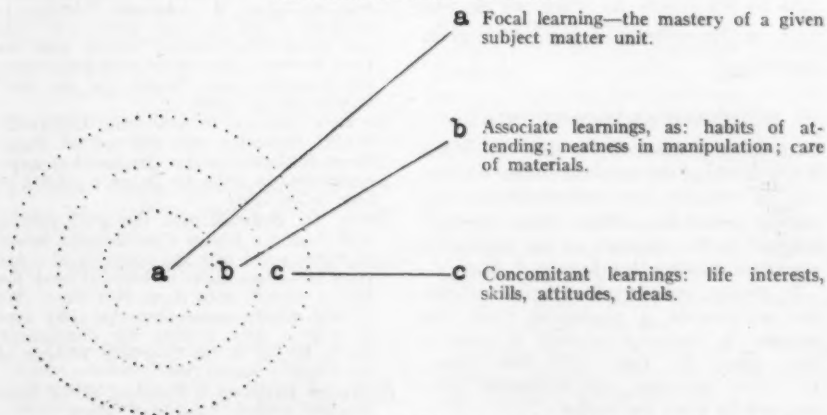 a Focal learning—the mastery of a given
subject matter unit.
b Associate learnings, as: habits of at-
tending; neatness in manipulation; care
of materials.
a b c
c Concomitant learnings: life interests,
skills, attitudes, ideals.